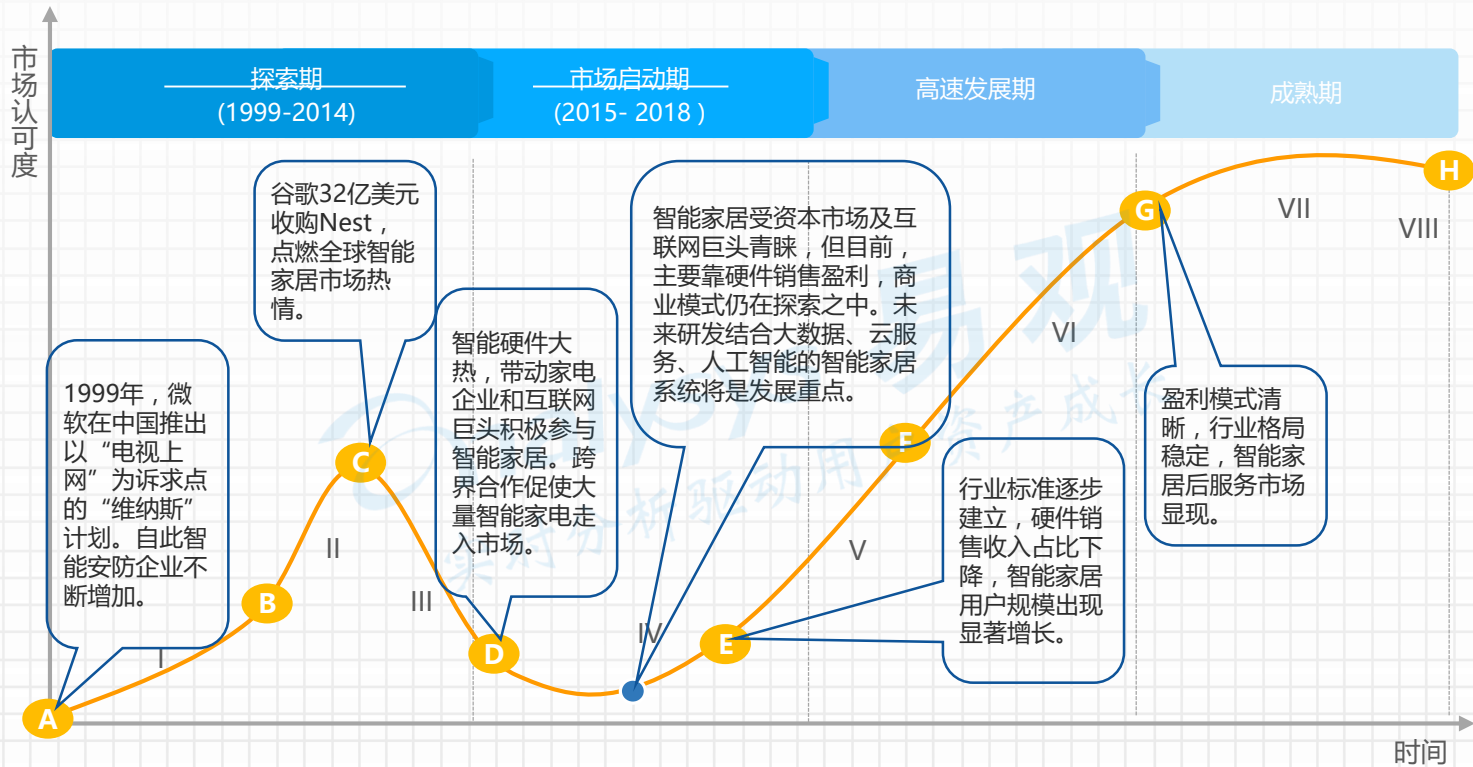 市场认可度
探索期
(1999-2014)
市场启动期
(2015- 2018 )
高速发展期
成熟期
谷歌32亿美元
收购Nest，
点燃全球智能
家居市场热
情。
智能家居受资本市场及互
联网巨头青睐，但目前，
主要靠硬件销售盈利，商
业模式仍在探索之中。未
来研发结合大数据、云服
务、人工智能的智能家居
系统将是发展重点。
智能硬件大
热，带动家电
企业和互联网
巨头积极参与
智能家居。跨
界合作促使大
量智能家电走
入市场。
1999年，微
软在中国推出
以“电视上
网”为诉求点
的“维纳斯”
计划。自此智
能安防企业不
断增加。
盈利模式清
晰，行业格局
稳定，智能家
居后服务市场
显现。
行业标准逐步
建立，硬件销
售收入占比下
降，智能家居
用户规模出现
显著增长。
A
B
C
D
E
F
G
H
I
II
III
IV
V
VI
VII
VIII
时间
易观
实时分析驱动用
资产成长